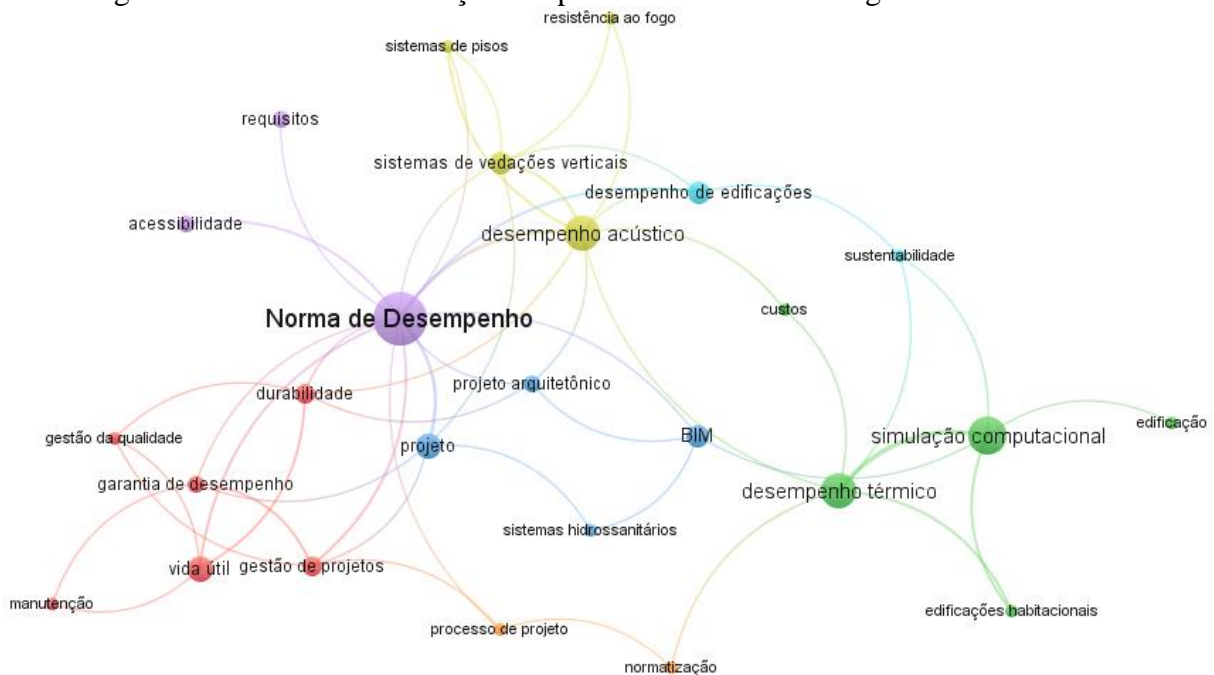 resistência ao fogo
sistemas de pisos
requisitos
sistemas de vedações verticais
desempenho de edificações
acessibilidade
desempenho acústico
sustentabilidade
custos
Norma de Desempenho
projeto arquitetônico
durabilidade
edificação
gestão da qualidade
projeto
BIM
simulação computacional
garantia de desempenho
desempenho térmico
sistemas hidrossanitários
vida útil
gestão de projetos
manutenção
edificações habitacionais
processo de projeto
normatização